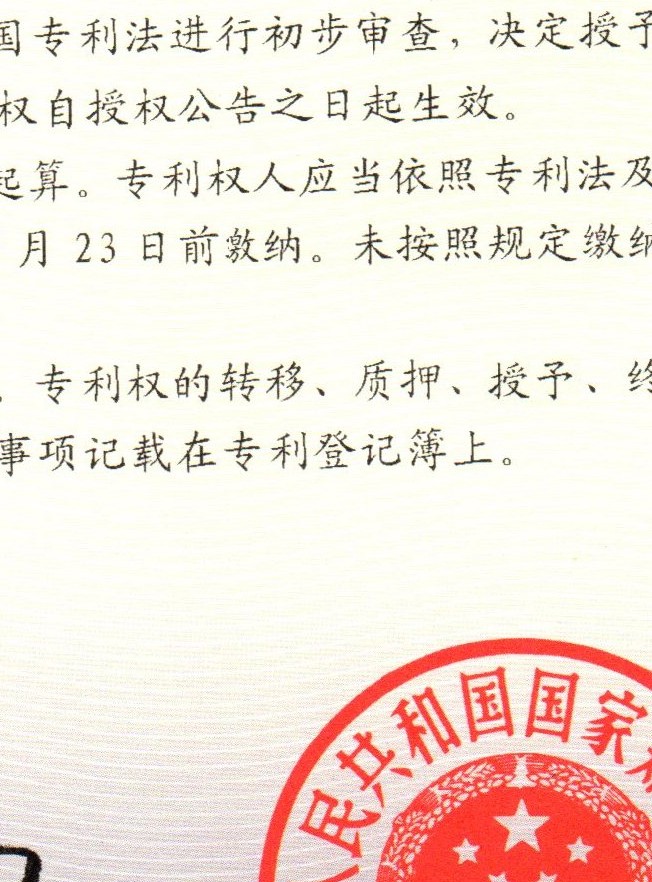 国专利法进行初步审查，决定授予
权自授权公告之日起生效。
起算。专利权人应当依照专利法及
月 23 日前缴纳。未按照规定缴纳
专利权的转移、质押、授予、终
事项记载在专利登记簿上。
人民共和国国家知